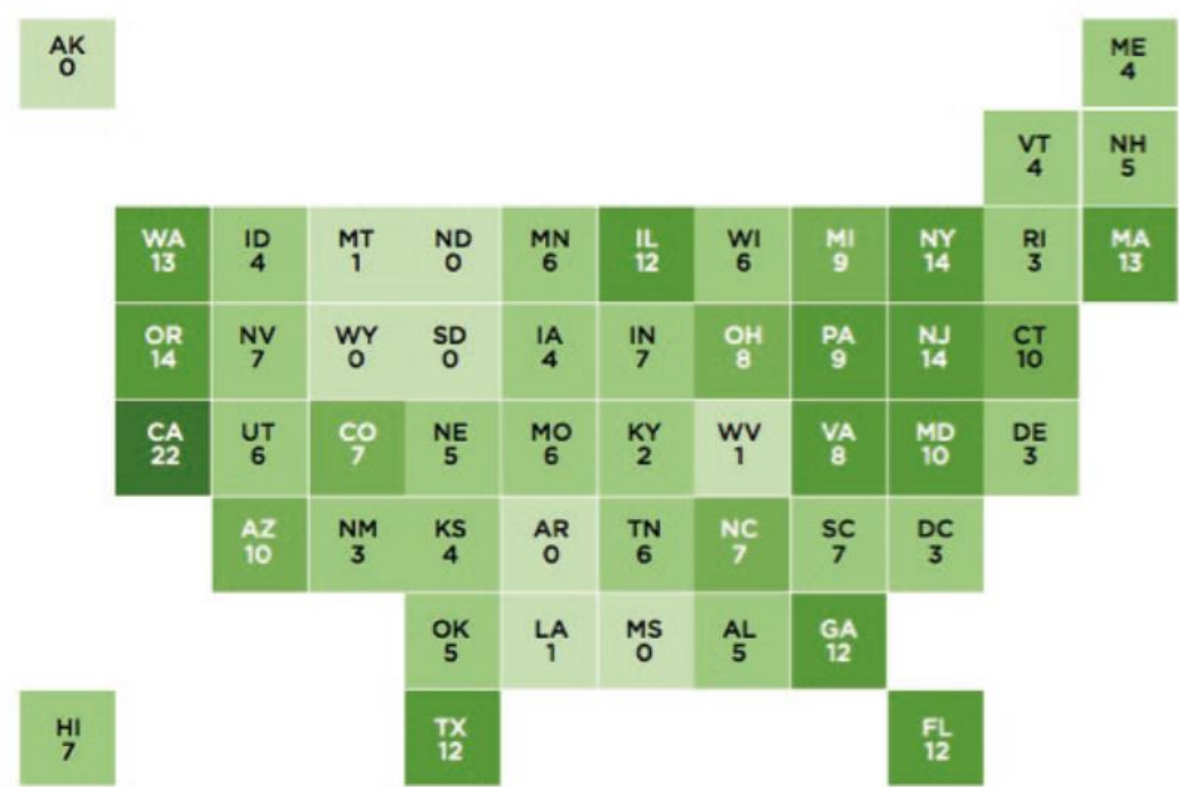 AK
0
ME
4
VT
4
NH
5
WA
13
ID
4
MT
1
ND
0
MN
6
IL
12
WI
6
MI
9
NY
14
RI
3
MA
13
OR
14
NV
7
WY
0
SD
0
IA
4
IN
7
OH
8
PA
9
NJ
14
CT
10
CA
22
UT
6
CO
7
NE
5
MO
6
KY
2
WV
1
VA
8
MD
10
DE
3
AZ
10
NM
3
KS
4
AR
0
TN
6
NC
7
SC
7
DC
3
OK
5
LA
1
MS
0
AL
5
GA
12
HI
7
TX
12
FL
12